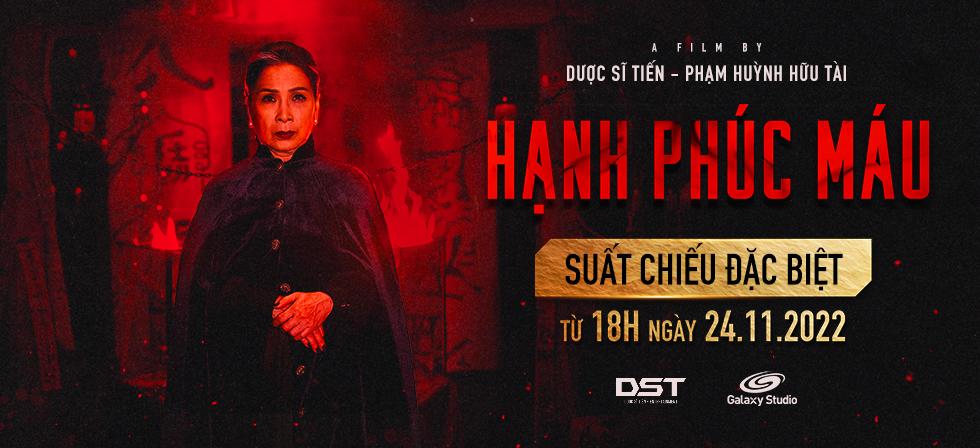 A FILM BY
DƯỢC SĨ TIẾN - PHẠM HUỲNH HỮU TÀI
HẠNH PHÚC MÁU
SUẤT CHIẾU ĐẶC BIỆT
TỪ 18H NGÀY 24.11.2022
DST
Galaxy Studio